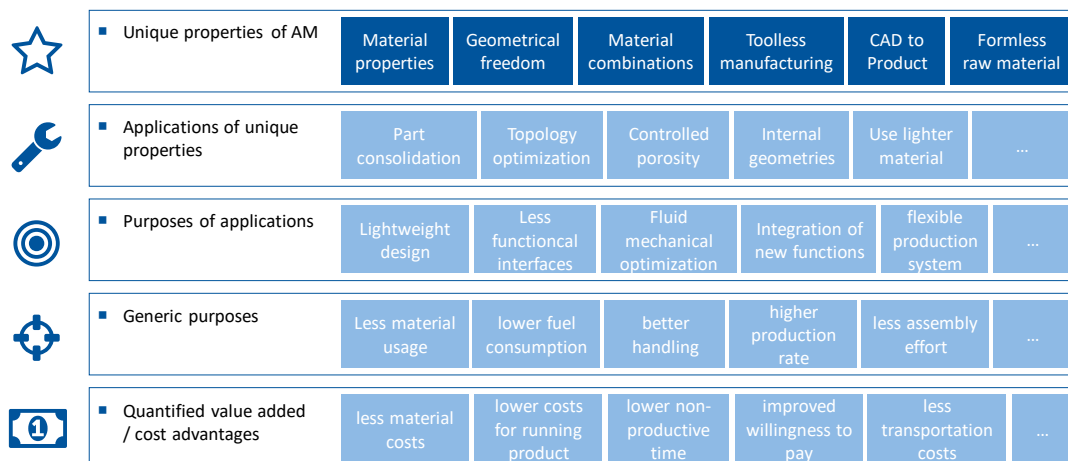 Unique properties of AM
Material
properties
Geometrical
freedom
Material
combinations
Toolless
manufacturing
CAD to
Product
Formless
raw material
Applications of unique
properties
Part
consolidation
Topology
optimization
Controlled
porosity
Internal
geometries
Use lighter
material
...
Purposes of applications
Lightweight
design
Less
functioncal
interfaces
Fluid
mechanical
optimization
Integration of
new functions
flexible
production
system
...
Generic purposes
Less material
usage
lower fuel
consumption
better
handling
higher
production
rate
less assembly
effort
...
1
Quantified value added
/ cost advantages
less material
costs
lower costs
for running
product
lower non-
productive
time
improved
willingness to
pay
less
transportation
costs
...